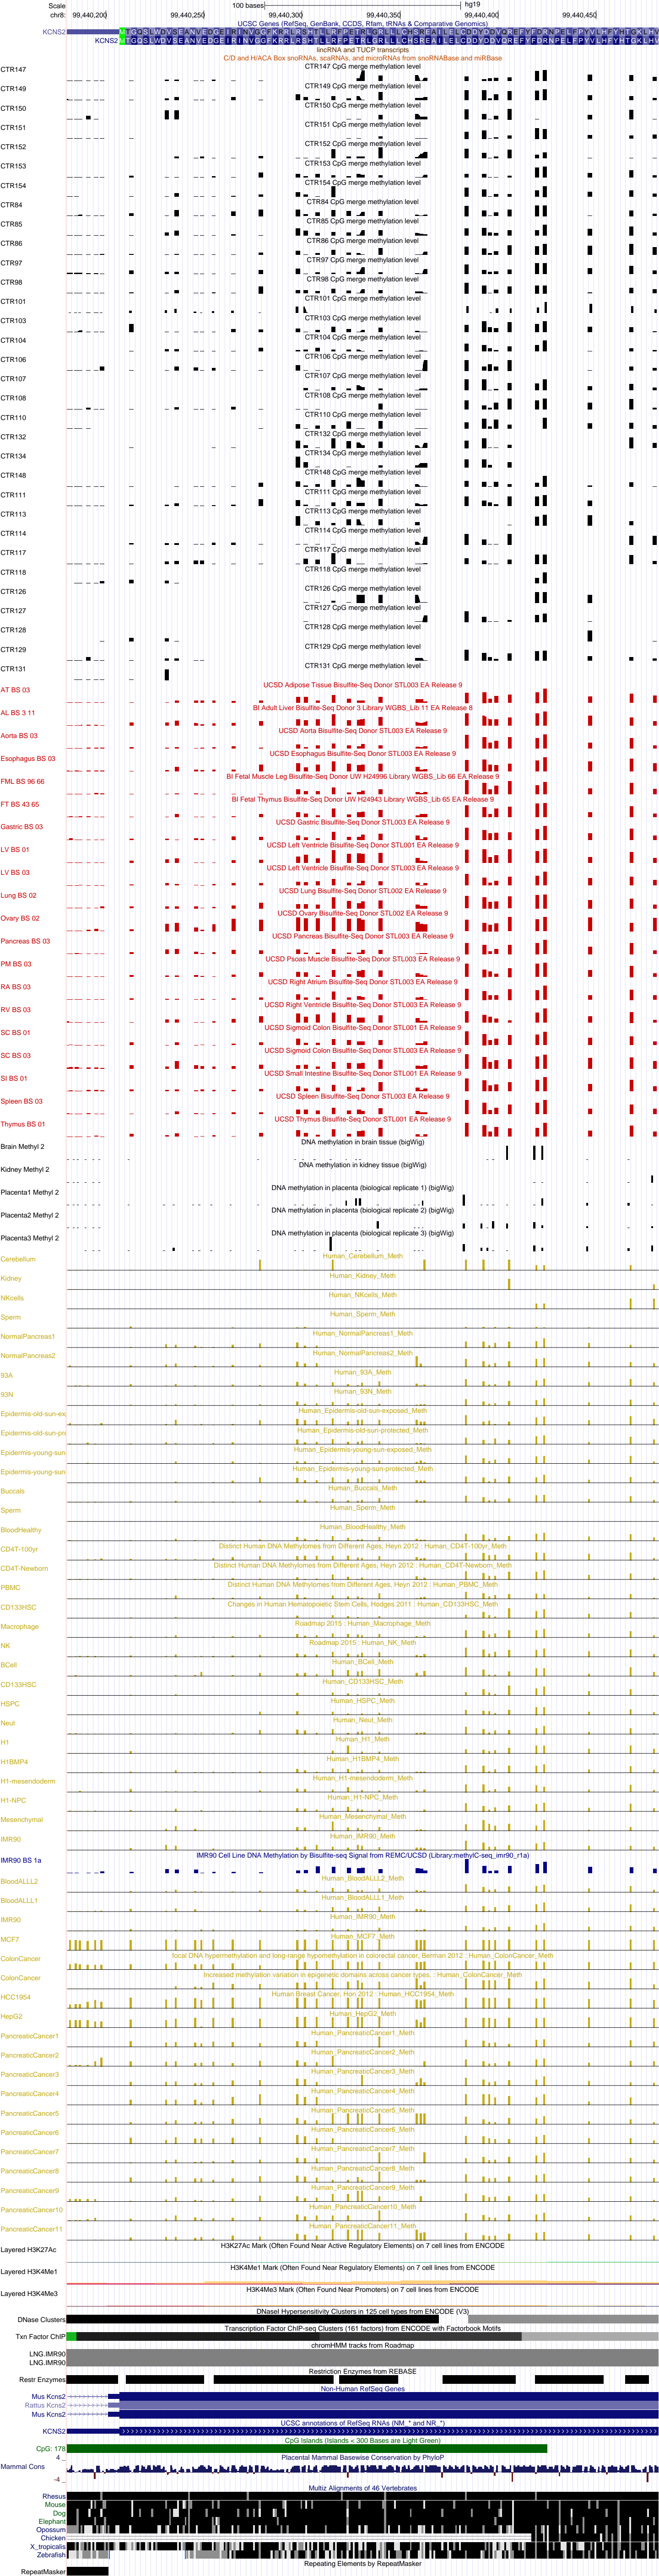 Scale 100 bases hg19
chr8: 99,440,200 99,440,250 99,440,300 99,440,350 99,440,400 99,440,450
UCSC Genes (RefSeq, GenBank, CCDS, Rfam, tRNAs & Comparative Genomics)
KCNS2
KCNS2
lincRNA and TUCP transcripts
C/D and H/ACA Box snoRNAs, scaRNAs, and microRNAs from snoRNABase and miRBase
CTR147 CpG merge methylation level
CTR147
CTR149 CpG merge methylation level
CTR149
CTR150 CpG merge methylation level
CTR150
CTR151 CpG merge methylation level
CTR151
CTR152 CpG merge methylation level
CTR152
CTR153 CpG merge methylation level
CTR153
CTR154 CpG merge methylation level
CTR154
CTR84 CpG merge methylation level
CTR84
CTR85 CpG merge methylation level
CTR85
CTR86 CpG merge methylation level
CTR86
CTR97 CpG merge methylation level
CTR97
CTR98 CpG merge methylation level
CTR98
CTR101 CpG merge methylation level
CTR101
CTR103 CpG merge methylation level
CTR103
CTR104 CpG merge methylation level
CTR104
CTR106 CpG merge methylation level
CTR106
CTR107 CpG merge methylation level
CTR107
CTR108 CpG merge methylation level
CTR108
CTR110 CpG merge methylation level
CTR110
CTR132 CpG merge methylation level
CTR132
CTR134 CpG merge methylation level
CTR134
CTR148 CpG merge methylation level
CTR148
CTR111 CpG merge methylation level
CTR111
CTR113 CpG merge methylation level
CTR113
CTR114 CpG merge methylation level
CTR114
CTR117 CpG merge methylation level
CTR117
CTR118 CpG merge methylation level
CTR118
CTR126 CpG merge methylation level
CTR126
CTR127 CpG merge methylation level
CTR127
CTR128 CpG merge methylation level
CTR128
CTR129 CpG merge methylation level
CTR129
CTR131 CpG merge methylation level
CTR131
UCSD Adipose Tissue Bisulfite-Seq Donor STL003 EA Release 9
AT BS 03
BI Adult Liver Bisulfite-Seq Donor 3 Library WGBS_Lib 11 EA Release 8
AL BS 3 11
UCSD Aorta Bisulfite-Seq Donor STL003 EA Release 9
Aorta BS 03
UCSD Esophagus Bisulfite-Seq Donor STL003 EA Release 9
Esophagus BS 03
BI Fetal Muscle Leg Bisulfite-Seq Donor UW H24996 Library WGBS_Lib 66 EA Release 9
FML BS 96 66
BI Fetal Thymus Bisulfite-Seq Donor UW H24943 Library WGBS_Lib 65 EA Release 9
FT BS 43 65
UCSD Gastric Bisulfite-Seq Donor STL003 EA Release 9
Gastric BS 03
UCSD Left Ventricle Bisulfite-Seq Donor STL001 EA Release 9
LV BS 01
UCSD Left Ventricle Bisulfite-Seq Donor STL003 EA Release 9
LV BS 03
UCSD Lung Bisulfite-Seq Donor STL002 EA Release 9
Lung BS 02
UCSD Ovary Bisulfite-Seq Donor STL002 EA Release 9
Ovary BS 02
UCSD Pancreas Bisulfite-Seq Donor STL003 EA Release 9
Pancreas BS 03
UCSD Psoas Muscle Bisulfite-Seq Donor STL003 EA Release 9
PM BS 03
UCSD Right Atrium Bisulfite-Seq Donor STL003 EA Release 9
RA BS 03
UCSD Right Ventricle Bisulfite-Seq Donor STL003 EA Release 9
RV BS 03
UCSD Sigmoid Colon Bisulfite-Seq Donor STL001 EA Release 9
SC BS 01
UCSD Sigmoid Colon Bisulfite-Seq Donor STL003 EA Release 9
SC BS 03
UCSD Small Intestine Bisulfite-Seq Donor STL001 EA Release 9
SI BS 01
UCSD Spleen Bisulfite-Seq Donor STL003 EA Release 9
Spleen BS 03
UCSD Thymus Bisulfite-Seq Donor STL001 EA Release 9
Thymus BS 01
DNA methylation in brain tissue (bigWig)
Brain Methyl 2
DNA methylation in kidney tissue (bigWig)
Kidney Methyl 2
DNA methylation in placenta (biological replicate 1) (bigWig)
Placenta1 Methyl 2
DNA methylation in placenta (biological replicate 2) (bigWig)
Placenta2 Methyl 2
DNA methylation in placenta (biological replicate 3) (bigWig)
Placenta3 Methyl 2
Human_Cerebellum_Meth
Cerebellum
Human_Kidney_Meth
Kidney
Human_NKcells_Meth
NKcells
Human_Sperm_Meth
Sperm
Human_NormalPancreas1_Meth
NormalPancreas1
Human_NormalPancreas2_Meth
NormalPancreas2
Human_93A_Meth
93A
Human_93N_Meth
93N
Human_Epidermis-old-sun-exposed_Meth
Epidermis-old-sun-ex
Human_Epidermis-old-sun-protected_Meth
Epidermis-old-sun-pr
Human_Epidermis-young-sun-exposed_Meth
Epidermis-young-sun
Human_Epidermis-young-sun-protected_Meth
Epidermis-young-sun
Human_Buccals_Meth
Buccals
Human_Sperm_Meth
Sperm
Human_BloodHealthy_Meth
BloodHealthy
Distinct Human DNA Methylomes from Different Ages, Heyn 2012 : Human_CD4T-100yr_Meth
CD4T-100yr
Distinct Human DNA Methylomes from Different Ages, Heyn 2012 : Human_CD4T-Newborn_Meth
CD4T-Newborn
Distinct Human DNA Methylomes from Different Ages, Heyn 2012 : Human_PBMC_Meth
PBMC
Changes in Human Hematopoietic Stem Cells, Hodges 2011 : Human_CD133HSC_Meth
CD133HSC
Roadmap 2015 : Human_Macrophage_Meth
Macrophage
Roadmap 2015 : Human_NK_Meth
NK
Human_BCell_Meth
BCell
Human_CD133HSC_Meth
CD133HSC
Human_HSPC_Meth
HSPC
Human_Neut_Meth
Neut
Human_H1_Meth
H1
Human_H1BMP4_Meth
H1BMP4
Human_H1-mesendoderm_Meth
H1-mesendoderm
Human_H1-NPC_Meth
H1-NPC
Human_Mesenchymal_Meth
Mesenchymal
Human_IMR90_Meth
IMR90
IMR90 Cell Line DNA Methylation by Bisulfite-seq Signal from REMC/UCSD (Library:methylC-seq_imr90_r1a)
IMR90 BS 1a
Human_BloodALLL2_Meth
BloodALLL2
Human_BloodALLL1_Meth
BloodALLL1
Human_IMR90_Meth
IMR90
Human_MCF7_Meth
MCF7
focal DNA hypermethylation and long-range hypomethylation in colorectal cancer, Berman 2012 : Human_ColonCancer_Meth
ColonCancer
Increased methylation variation in epigenetic domains across cancer types. : Human_ColonCancer_Meth
ColonCancer
Human Breast Cancer, Hon 2012 : Human_HCC1954_Meth
HCC1954
Human_HepG2_Meth
HepG2
Human_PancreaticCancer1_Meth
PancreaticCancer1
Human_PancreaticCancer2_Meth
PancreaticCancer2
Human_PancreaticCancer3_Meth
PancreaticCancer3
Human_PancreaticCancer4_Meth
PancreaticCancer4
Human_PancreaticCancer5_Meth
PancreaticCancer5
Human_PancreaticCancer6_Meth
PancreaticCancer6
Human_PancreaticCancer7_Meth
PancreaticCancer7
Human_PancreaticCancer8_Meth
PancreaticCancer8
Human_PancreaticCancer9_Meth
PancreaticCancer9
Human_PancreaticCancer10_Meth
PancreaticCancer10
Human_PancreaticCancer11_Meth
PancreaticCancer11
H3K27Ac Mark (Often Found Near Active Regulatory Elements) on 7 cell lines from ENCODE
Layered H3K27Ac
H3K4Me1 Mark (Often Found Near Regulatory Elements) on 7 cell lines from ENCODE
Layered H3K4Me1
H3K4Me3 Mark (Often Found Near Promoters) on 7 cell lines from ENCODE
Layered H3K4Me3
DNaseI Hypersensitivity Clusters in 125 cell types from ENCODE (V3)
DNase Clusters
Transcription Factor ChIP-seq Clusters (161 factors) from ENCODE with Factorbook Motifs
Txn Factor ChIP
chromHMM tracks from Roadmap
LNG.IMR90
LNG.IMR90
Restriction Enzymes from REBASE
Restr Enzymes
Non-Human RefSeq Genes
Mus Kcns2
Rattus Kcns2
Mus Kcns2
UCSC annotations of RefSeq RNAs (NM_* and NR_*)
KCNS2
CpG Islands (Islands < 300 Bases are Light Green)
CpG: 178
Placental Mammal Basewise Conservation by PhyloP
4 _
Mammal Cons
-4 _
Multiz Alignments of 46 Vertebrates
Rhesus
Mouse
Dog
Elephant
Opossum
Chicken
X_tropicalis
Zebrafish
Repeating Elements by RepeatMasker
RepeatMasker